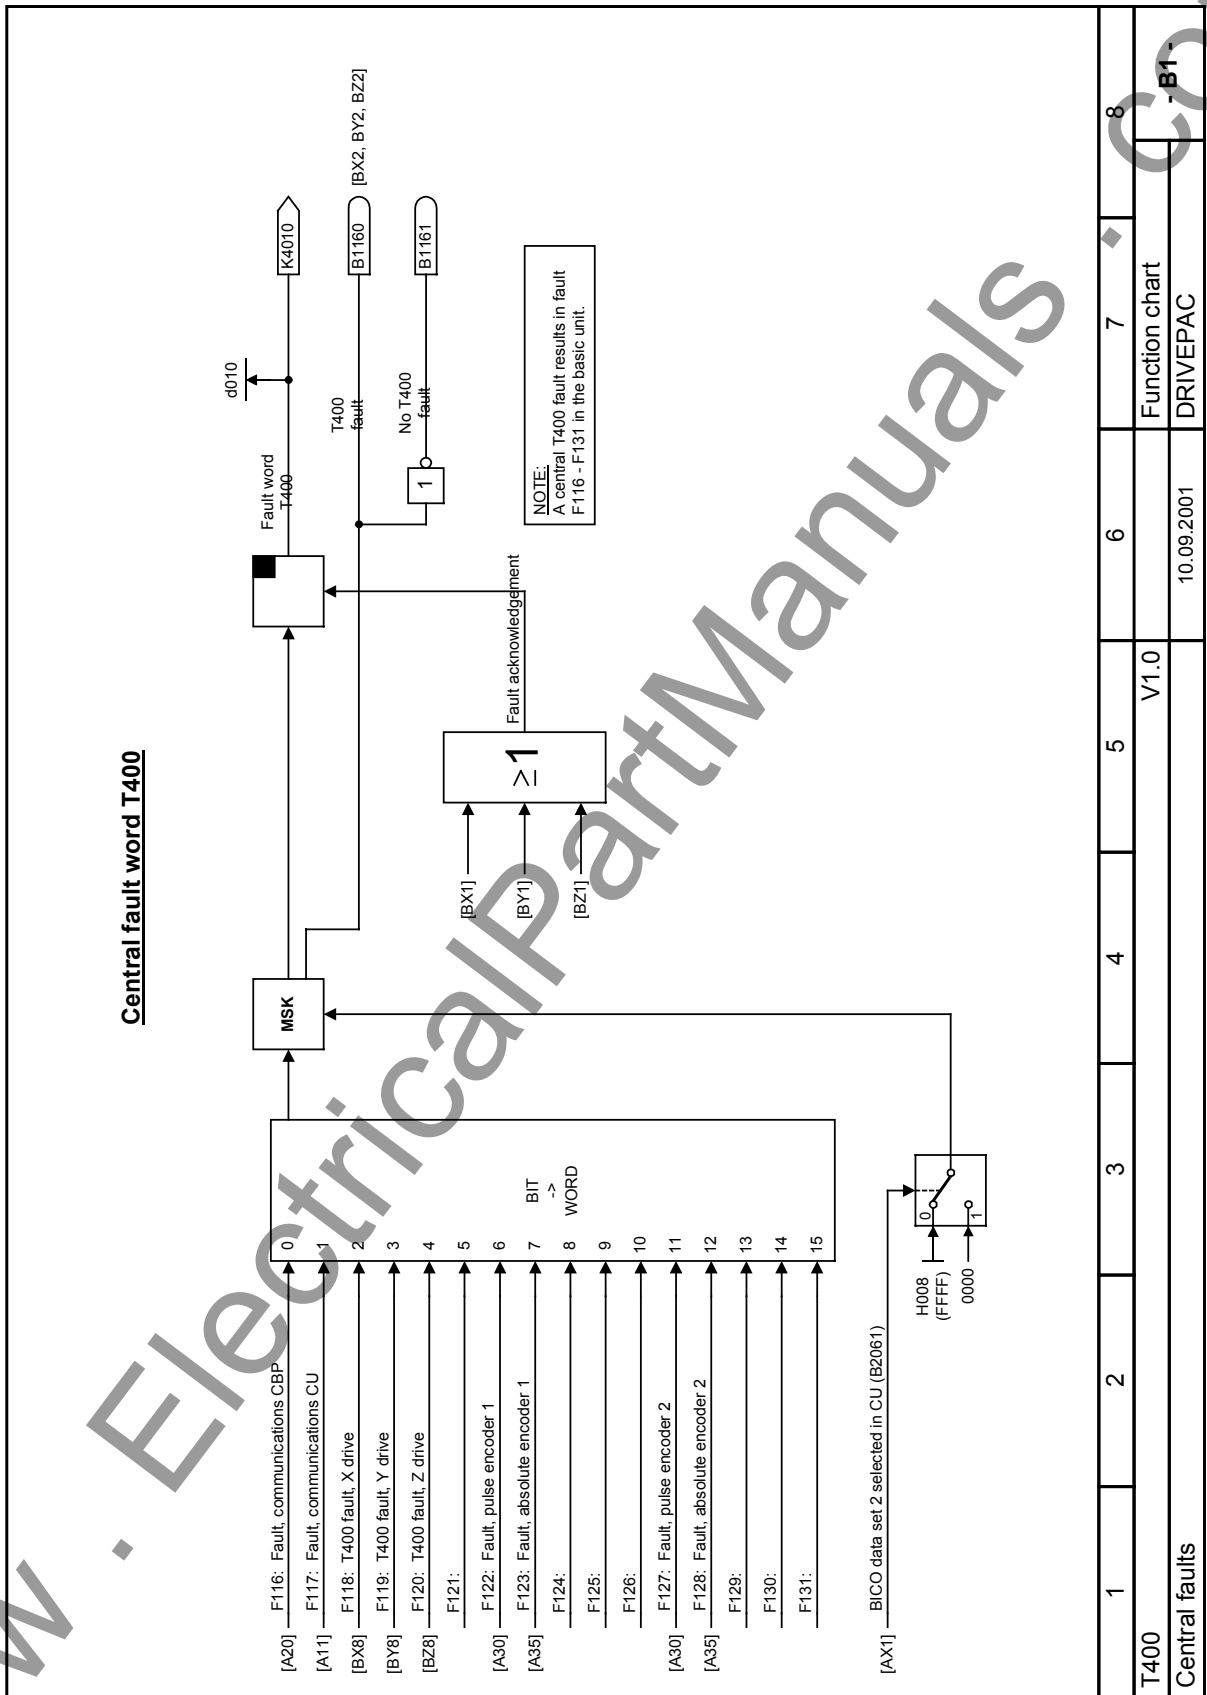 Central fault word T400
[A20] F116: Fault, communications CBP 0
[A11] F117: Fault, communications CU 1
[BX8] F118: T400 fault, X drive 2
[BY8] F119: T400 fault, Y drive 3
[BZ8] F120: T400 fault, Z drive 4
F121: 5
[A30] F122: Fault, pulse encoder 1 6
[A35] F123: Fault, absolute encoder 1 7
F124: 8
F125: 9
F126: 10
[A30] F127: Fault, pulse encoder 2 11
[A35] F128: Fault, absolute encoder 2 12
F129: 13
F130: 14
F131: 15
BIT
->
WORD
[AX1] BICO data set 2 selected in CU (B2061)
H008
(FFFF)
0
0000
1
MSK
[BX1]
[BY1]
[BZ1]
≥1
Fault acknowledgement
Fault word
T400
d010
K4010
T400
fault
B1160 [BX2, BY2, BZ2]
1
No T400
fault
B1161
NOTE:
A central T400 fault results in fault
F116 - F131 in the basic unit.
1 2 3 4 5 6 7 8
T400 V1.0 Function chart
Central faults 10.09.2001 DRIVEPAC
- B1 -
w . ElectricalPartManuals . co